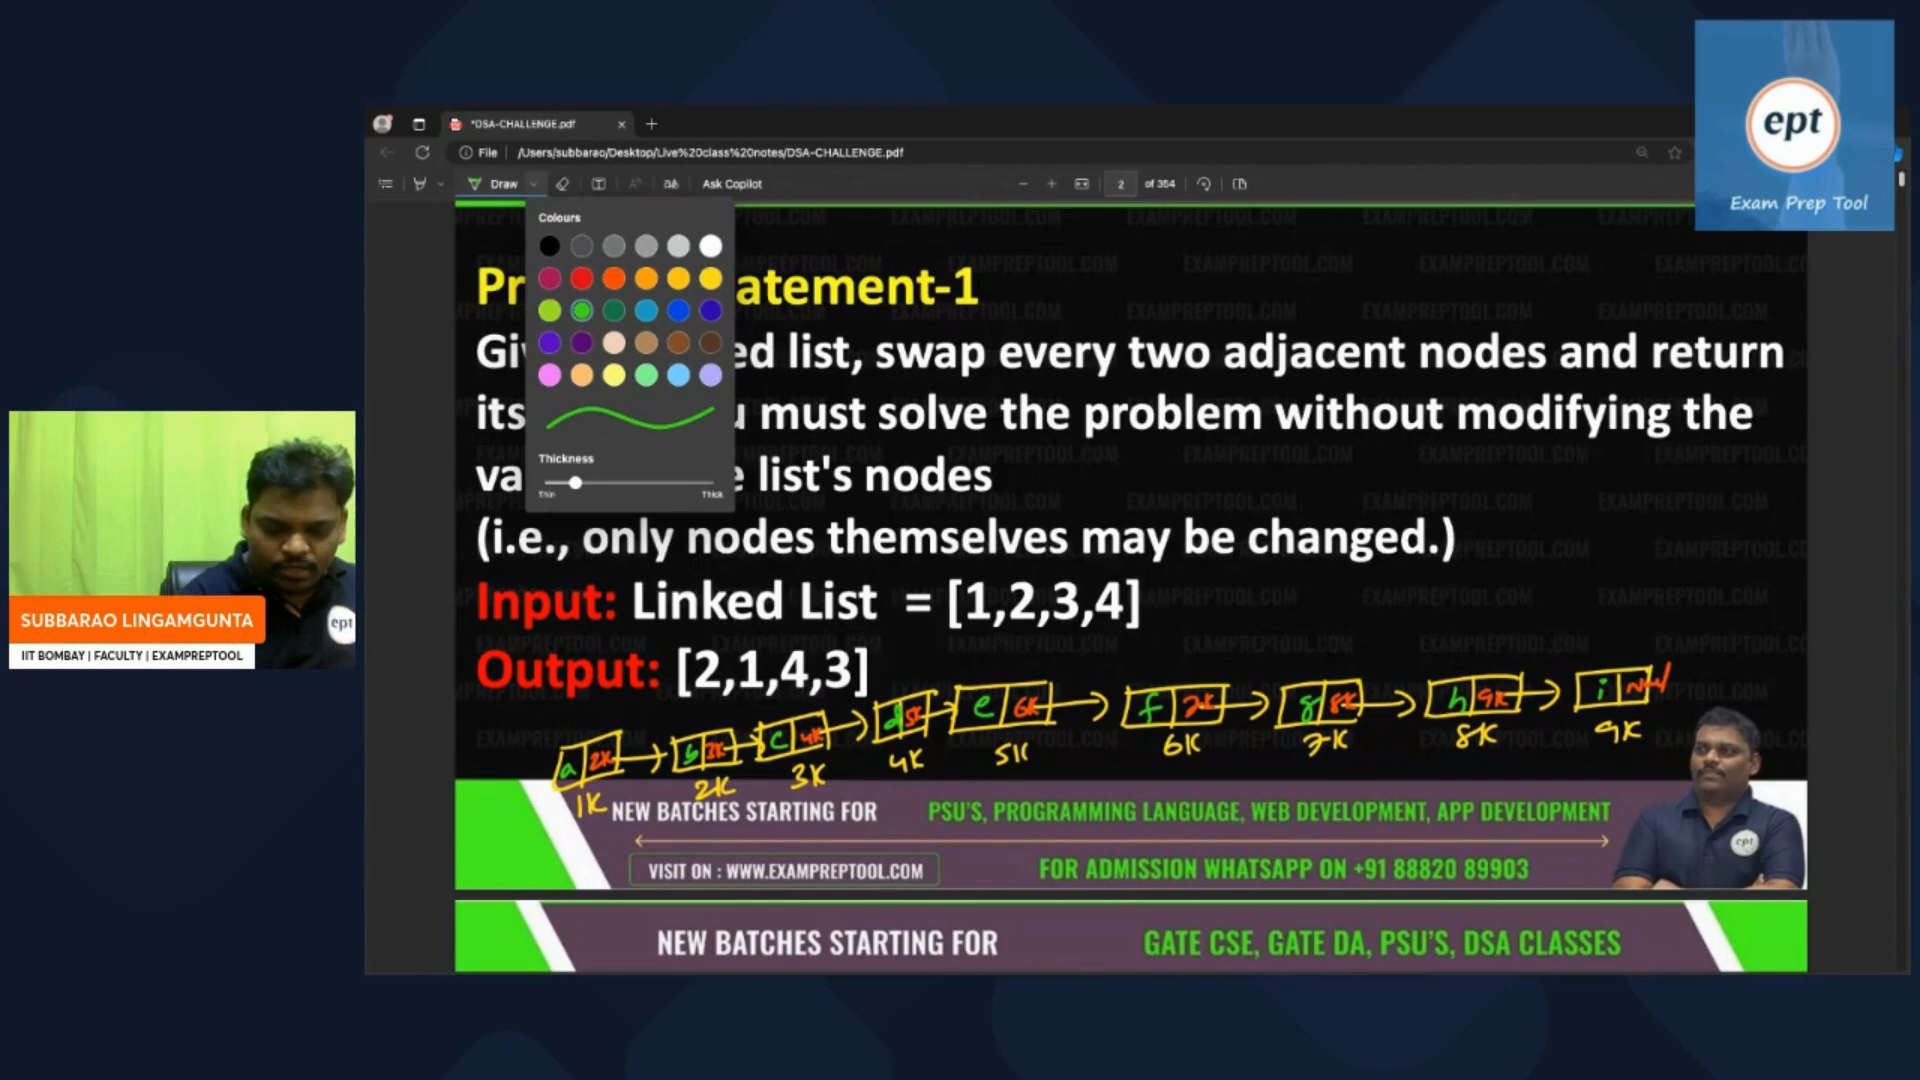 ept
Exam Prep Tool
*DSA-CHALLENGE.pdf
File /Users/subbarao/Desktop/Live%20class%20notes/DSA-CHALLENGE.pdf
Draw Ask Copilot 2 of 354
Colours
Thickness
Thin Thick
Pr atement-1
Gi ed list, swap every two adjacent nodes and return
its u must solve the problem without modifying the
va e list's nodes
(i.e., only nodes themselves may be changed.)
Input: Linked List = [1,2,3,4]
Output: [2,1,4,3]
a 2K b 3K c 4K d 5K e 6K f 7K g 8K h 9K i
1K 2K 3K 4K 5K 6K 7K 8K 9K
NEW BATCHES STARTING FOR PSU'S, PROGRAMMING LANGUAGE, WEB DEVELOPMENT, APP DEVELOPMENT
VISIT ON : WWW.EXAMPREPTOOL.COM FOR ADMISSION WHATSAPP ON +91 88820 89903
ept
NEW BATCHES STARTING FOR GATE CSE, GATE DA, PSU'S, DSA CLASSES
SUBBARAO LINGAMGUNTA
IIT BOMBAY | FACULTY | EXAMPREPTOOL
ept
EXAMPREPTOOL.COM